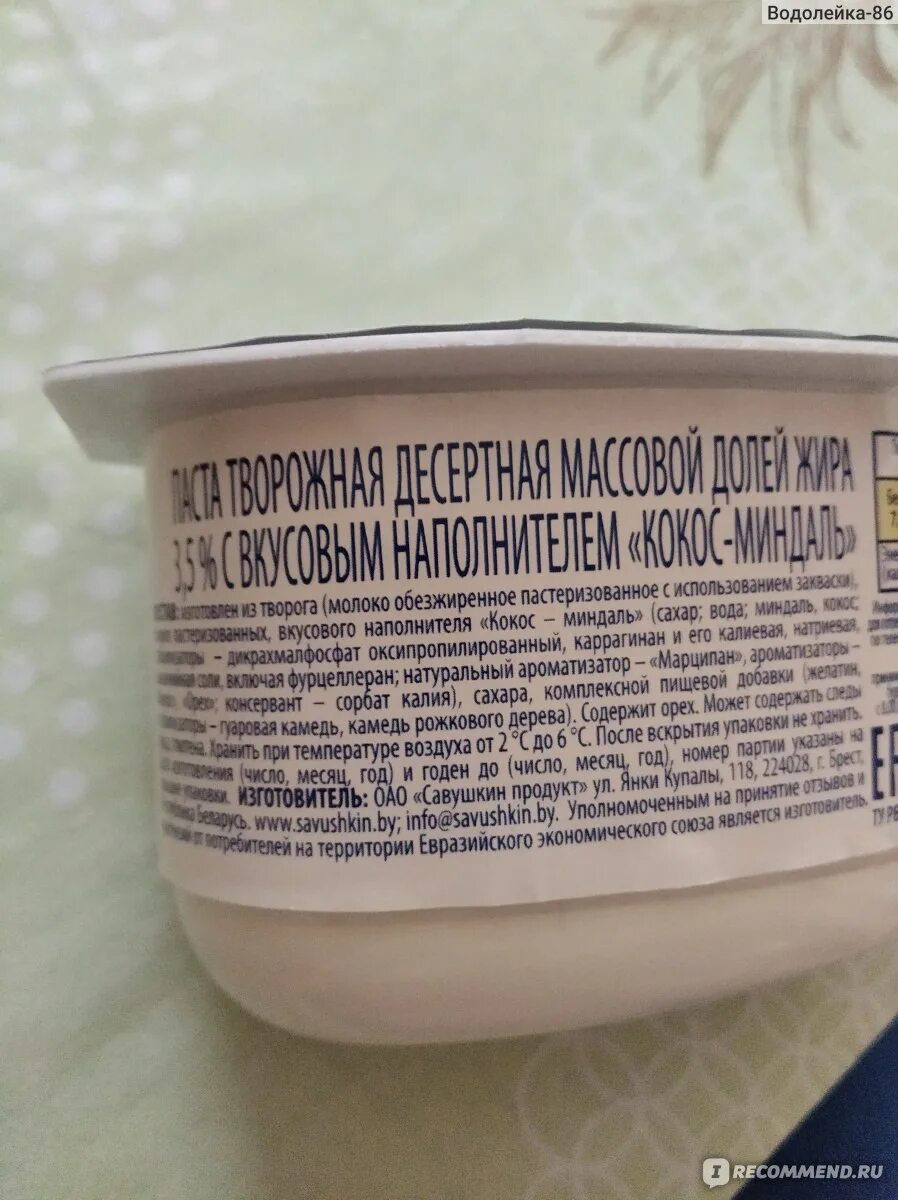 Водолейка-86
ПАСТА ТВОРОЖНАЯ ДЕСЕРТНАЯ МАССОВОЙ ДОЛЕЙ ЖИРА
3,5 % С ВКУСОВЫМ НАПОЛНИТЕЛЕМ «КОКОС-МИНДАЛЬ»
изготовлен из творога (молоко обезжиренное пастеризованное с использованием закваски),
пастеризованных, вкусового наполнителя «Кокос – миндаль» (сахар; вода; миндаль, кокос;
– дикрахмалфосфат оксипропилированный, каррагинан и его калиевая, натриевая,
соли, включая фурцеллеран; натуральный ароматизатор – «Марципан», ароматизаторы –
«Орех»; консервант – сорбат калия), сахара, комплексной пищевой добавки (желатин,
– гуаровая камедь, камедь рожкового дерева). Содержит орех. Может содержать следы
глютена. Хранить при температуре воздуха от 2 °С до 6 °С. После вскрытия упаковки не хранить.
изготовления (число, месяц, год) и годен до (число, месяц, год), номер партии указаны на
упаковки. ИЗГОТОВИТЕЛЬ: ОАО «Савушкин продукт» ул. Янки Купалы, 118, 224028, г. Брест,
Беларусь. www.savushkin.by; info@savushkin.by. Уполномоченным на принятие отзывов и
от потребителей на территории Евразийского экономического союза является изготовитель.
ТУ
IRECOMMEND.RU